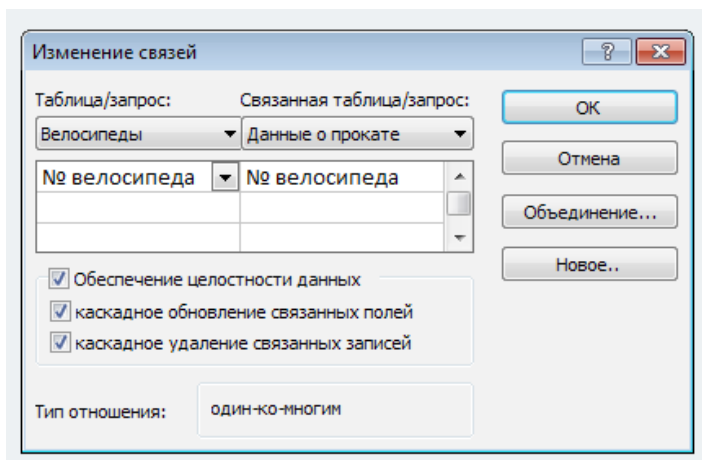 Изменение связей
Таблица/запрос: Связанная таблица/запрос:
Велосипеды Данные о прокате
№ велосипеда № велосипеда
Обеспечение целостности данных
каскадное обновление связанных полей
каскадное удаление связанных записей
Тип отношения: один-ко-многим
ОК
Отмена
Объединение...
Новое..